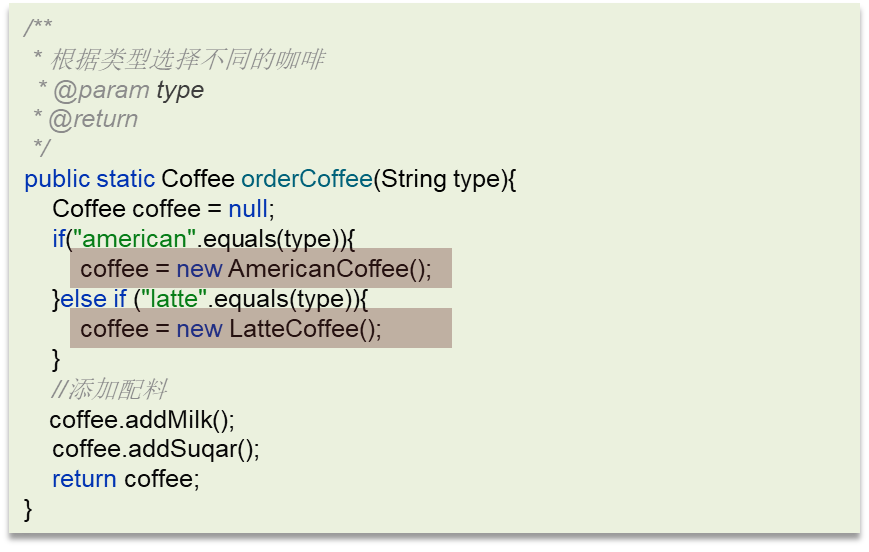 /**
* 根据类型选择不同的咖啡
* @param type
* @return
*/
public static Coffee orderCoffee(String type){
Coffee coffee = null;
if("american".equals(type)){
coffee = new AmericanCoffee();
}else if ("latte".equals(type)){
coffee = new LatteCoffee();
}
//添加配料
coffee.addMilk();
coffee.addSuqar();
return coffee;
}